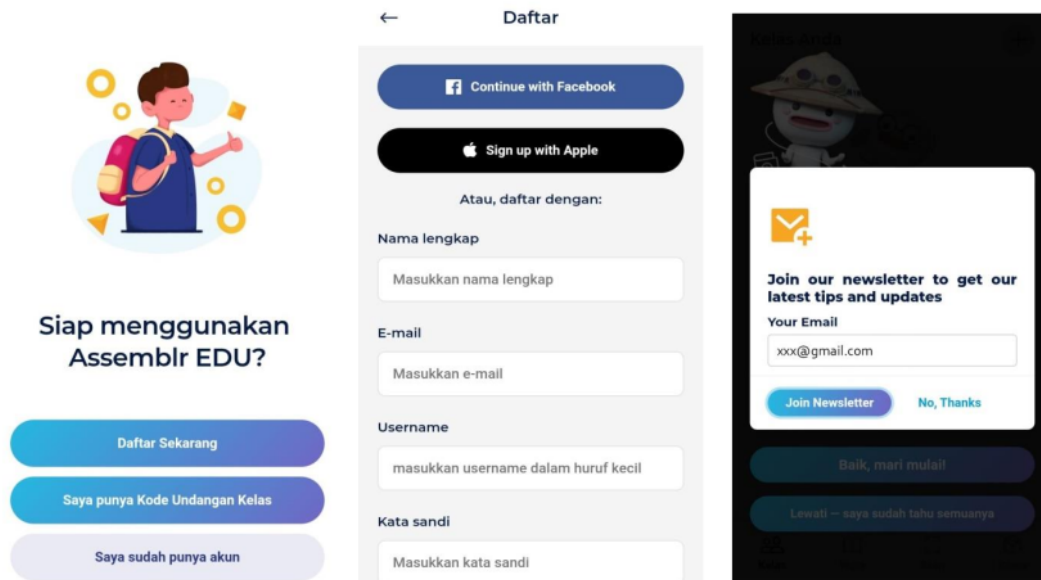 Siap menggunakan
Assemblr EDU?
Daftar Sekarang
Saya punya Kode Undangan Kelas
Saya sudah punya akun
Daftar
Continue with Facebook
Sign up with Apple
Atau, daftar dengan:
Nama lengkap
Masukkan nama lengkap
E-mail
Masukkan e-mail
Username
masukkan username dalam huruf kecil
Kata sandi
Masukkan kata sandi
Kelas Anda
Join our newsletter to get our
latest tips and updates
Your Email
xxx@gmail.com
Join Newsletter
No, Thanks
Baik, mari mulai!
Lewati – saya sudah tahu semuanya
Kelas